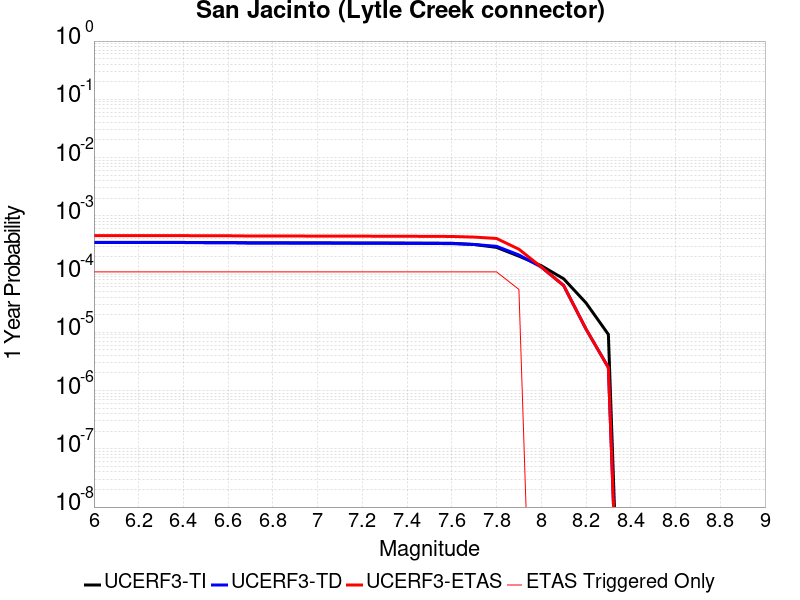 San Jacinto (Lytle Creek connector)
10 0
10 -1
10 -2
10 -3
10 -4
10 -5
10 -6
10 -7
10 -8
1 Year Probability
6 6.2 6.4 6.6 6.8 7 7.2 7.4 7.6 7.8 8 8.2 8.4 8.6 8.8 9
Magnitude
UCERF3-TI UCERF3-TD UCERF3-ETAS ETAS Triggered Only